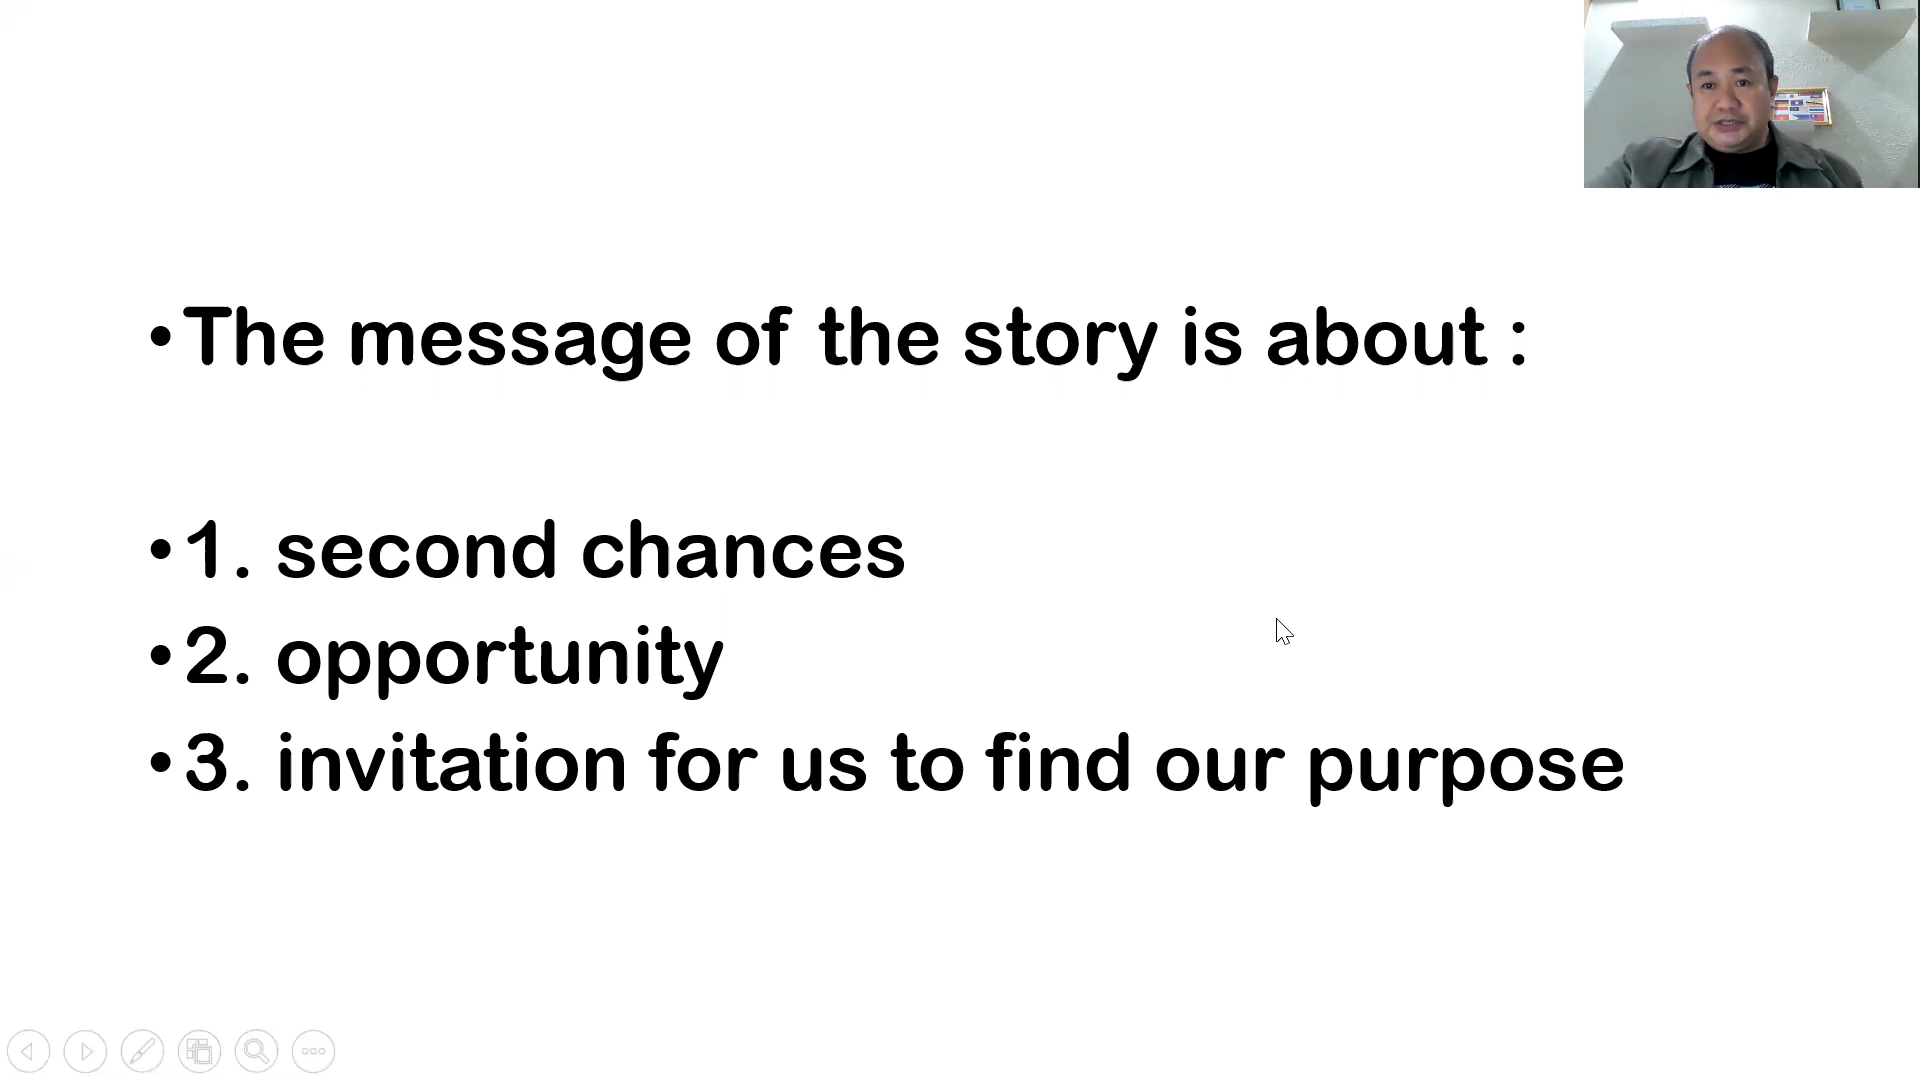 • The message of the story is about :
• 1. second chances
• 2. opportunity
• 3. invitation for us to find our purpose